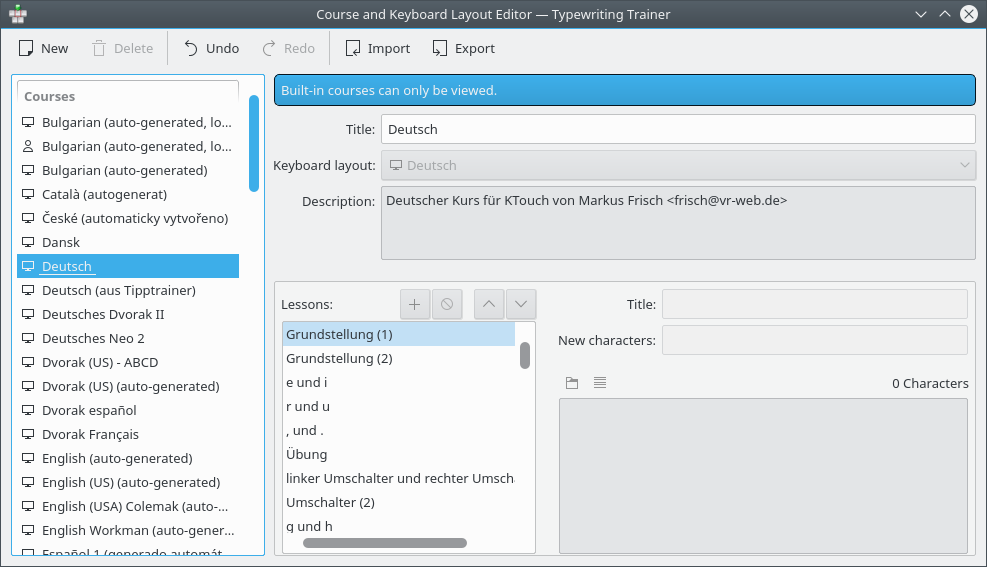 Course and Keyboard Layout Editor — Typewriting Trainer
New Delete Undo Redo Import Export
Courses
Bulgarian (auto-generated, lo...
Bulgarian (auto-generated, lo...
Bulgarian (auto-generated)
Català (autogenerat)
České (automaticky vytvořeno)
Dansk
Deutsch
Deutsch (aus Tipptrainer)
Deutsches Dvorak II
Deutsches Neo 2
Dvorak (US) - ABCD
Dvorak (US) (auto-generated)
Dvorak español
Dvorak Français
English (auto-generated)
English (US) (auto-generated)
English (USA) Colemak (auto-...
English Workman (auto-gener...
Español 1 (generado automát
Built-in courses can only be viewed.
Title: Deutsch
Keyboard layout: Deutsch
Description: Deutscher Kurs für KTouch von Markus Frisch <frisch@vr-web.de>
Lessons:
Grundstellung (1)
Grundstellung (2)
e und i
r und u
, und .
Übung
linker Umschalter und rechter Umsch
Umschalter (2)
g und h
Title:
New characters:
0 Characters